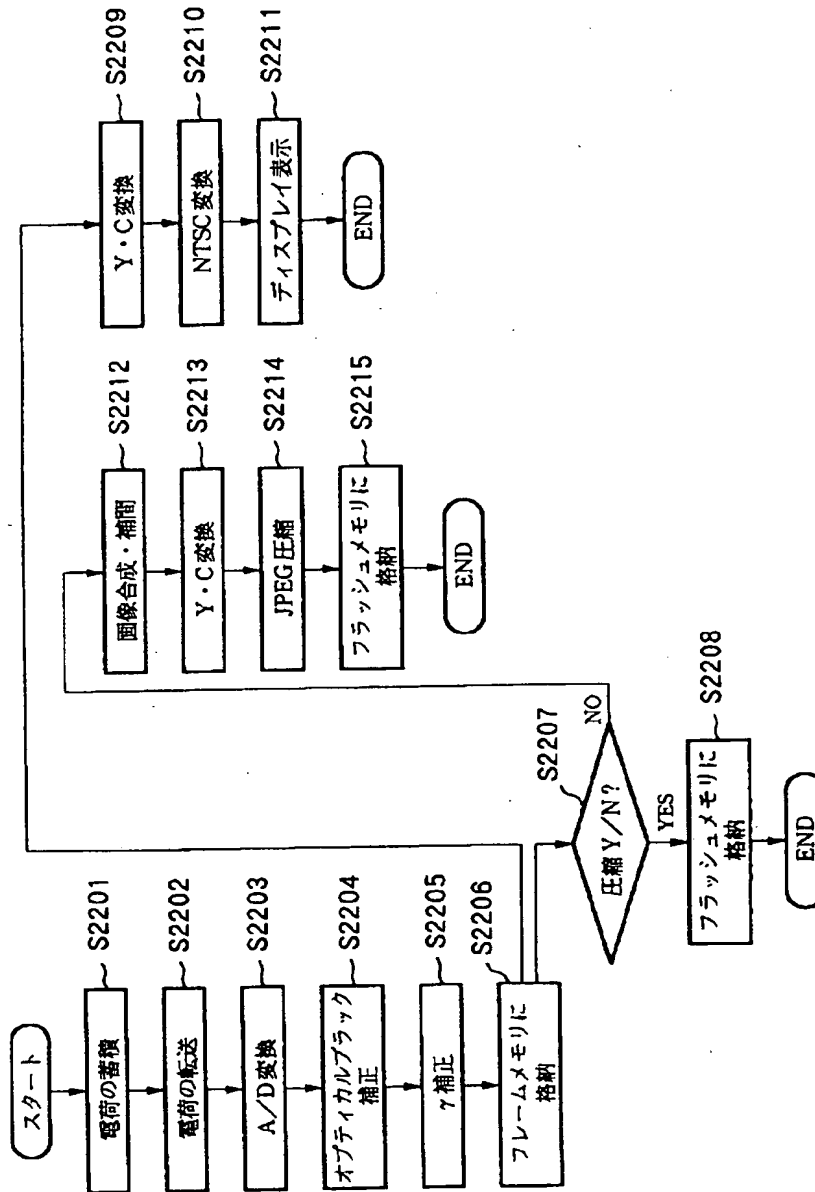 スタート
電荷の蓄積
S2201
電荷の転送
S2202
A/D変換
S2203
オプティカルブラック
補正
S2204
γ補正
S2205
フレームメモリに
格納
S2206
圧縮 Y/N?
S2207
NO
YES
フラッシュメモリに
格納
S2208
END
画像合成・補間
S2212
Y・C変換
S2213
JPEG圧縮
S2214
フラッシュメモリに
格納
S2215
END
Y・C変換
S2209
NTSC変換
S2210
ディスプレイ表示
S2211
END